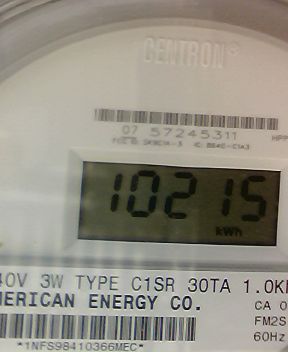 CENTRON®
07 57245311
10215
kWh
40V 3W TYPE C1SR 30TA 1.0K
MERICAN ENERGY CO.
CA 0
FM2S
60Hz
*1NFS98410366MEC*